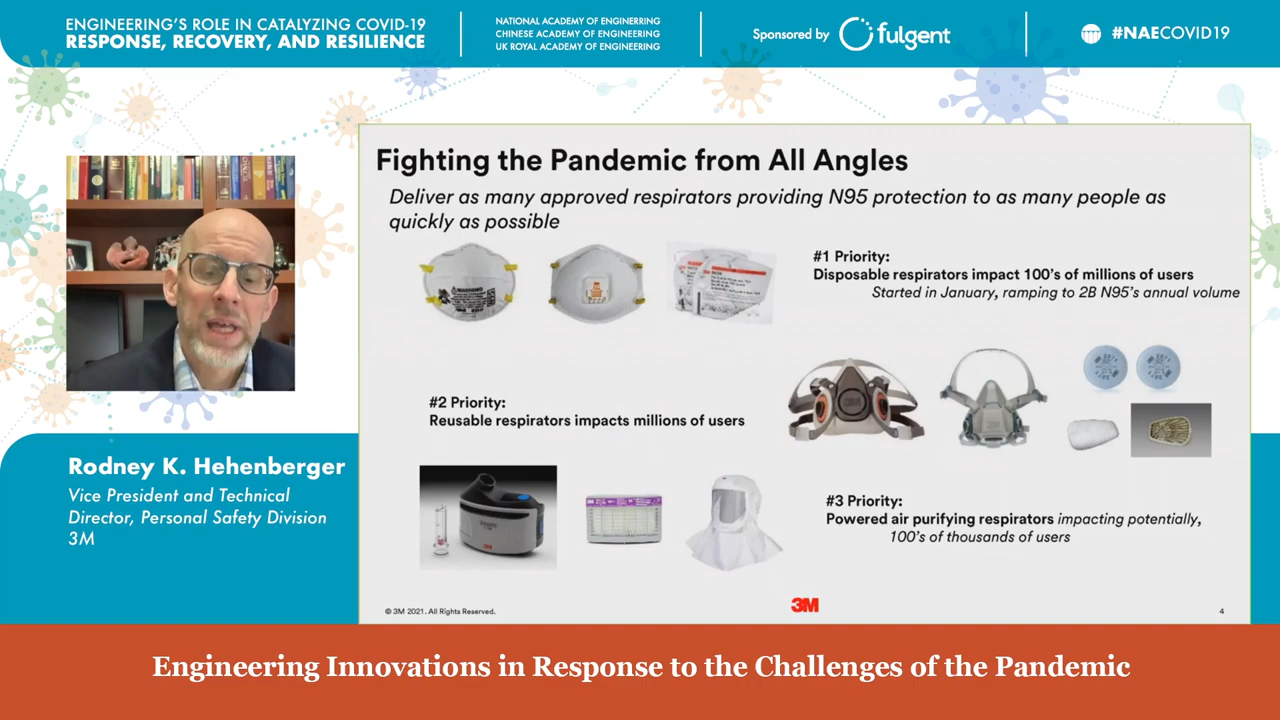 ENGINEERING'S ROLE IN CATALYZING COVID-19
RESPONSE, RECOVERY, AND RESILIENCE
NATIONAL ACADEMY OF ENGINERRING
CHINESE ACADEMY OF ENGINEERING
UK ROYAL ACADEMY OF ENGINEERING
Sponsored by fulgent
#NAECOVID19
Fighting the Pandemic from All Angles
Deliver as many approved respirators providing N95 protection to as many people as
quickly as possible
#1 Priority:
Disposable respirators impact 100's of millions of users
Started in January, ramping to 2B N95's annual volume
WARNING
#2 Priority:
Reusable respirators impacts millions of users
3M
#3 Priority:
Powered air purifying respirators impacting potentially,
100's of thousands of users
3M
© 3M 2021. All Rights Reserved.
3M
4
Rodney K. Hehenberger
Vice President and Technical
Director, Personal Safety Division
3M
Engineering Innovations in Response to the Challenges of the Pandemic